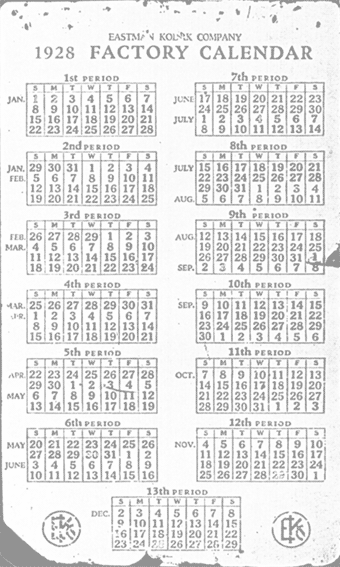 EASTMAN KODAK COMPANY
1928 FACTORY CALENDAR
1st PERIOD
S M T W T F S
JAN. 1 2 3 4 5 6 7
8 9 10 11 12 13 14
15 16 17 18 19 20 21
22 23 24 25 26 27 28
2nd PERIOD
S M T W T F S
JAN. 29 30 31 1 2 3 4
FEB. 5 6 7 8 9 10 11
12 13 14 15 16 17 18
19 20 21 22 23 24 25
3rd PERIOD
S M T W T F S
FEB. 26 27 28 29 1 2 3
MAR. 4 5 6 7 8 9 10
11 12 13 14 15 16 17
18 19 20 21 22 23 24
4th PERIOD
S M T W T F S
MAR. 25 26 27 28 29 30 31
APR. 1 2 3 4 5 6 7
8 9 10 11 12 13 14
15 16 17 18 19 20 21
5th PERIOD
S M T W T F S
APR. 22 23 24 25 26 27 28
29 30 1 2 3 4 5
MAY 6 7 8 9 10 11 12
13 14 15 16 17 18 19
6th PERIOD
S M T W T F S
MAY 20 21 22 23 24 25 26
27 28 29 30 31 1 2
JUNE 3 4 5 6 7 8 9
10 11 12 13 14 15 16
7th PERIOD
S M T W T F S
JUNE 17 18 19 20 21 22 23
24 25 26 27 28 29 30
JULY 1 2 3 4 5 6 7
8 9 10 11 12 13 14
8th PERIOD
S M T W T F S
JULY 15 16 17 18 19 20 21
22 23 24 25 26 27 28
29 30 31 1 2 3 4
AUG. 5 6 7 8 9 10 11
9th PERIOD
S M T W T F S
AUG. 12 13 14 15 16 17 18
19 20 21 22 23 24 25
26 27 28 29 30 31 1
SEP. 2 3 4 5 6 7 8
10th PERIOD
S M T W T F S
SEP. 9 10 11 12 13 14 15
16 17 18 19 20 21 22
23 24 25 26 27 28 29
30 1 2 3 4 5 6
11th PERIOD
S M T W T F S
OCT. 7 8 9 10 11 12 13
14 15 16 17 18 19 20
21 22 23 24 25 26 27
28 29 30 31 1 2 3
12th PERIOD
S M T W T F S
NOV. 4 5 6 7 8 9 10
11 12 13 14 15 16 17
18 19 20 21 22 23 24
25 26 27 28 29 30 1
13th PERIOD
S M T W T F S
DEC. 2 3 4 5 6 7 8
9 10 11 12 13 14 15
16 17 18 19 20 21 22
23 24 25 26 27 28 29
EK
EK